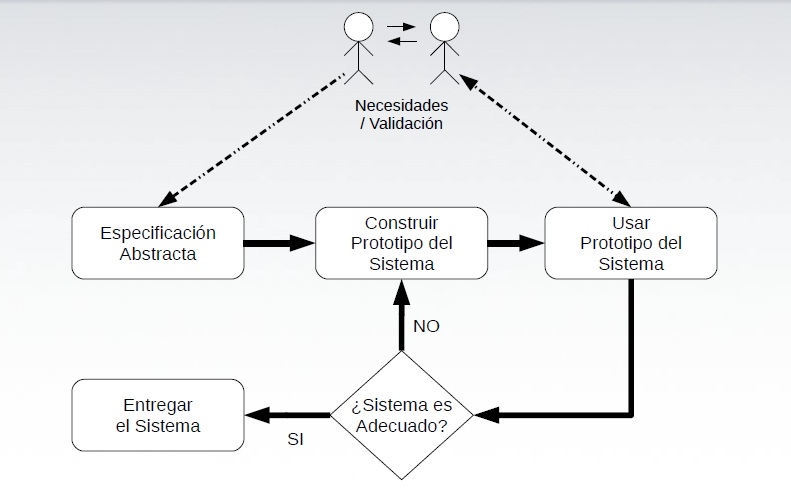 Necesidades
/ Validación
Especificación
Abstracta
Construir
Prototipo del
Sistema
Usar
Prototipo del
Sistema
NO
¿Sistema es
Adecuado?
SI
Entregar
el Sistema